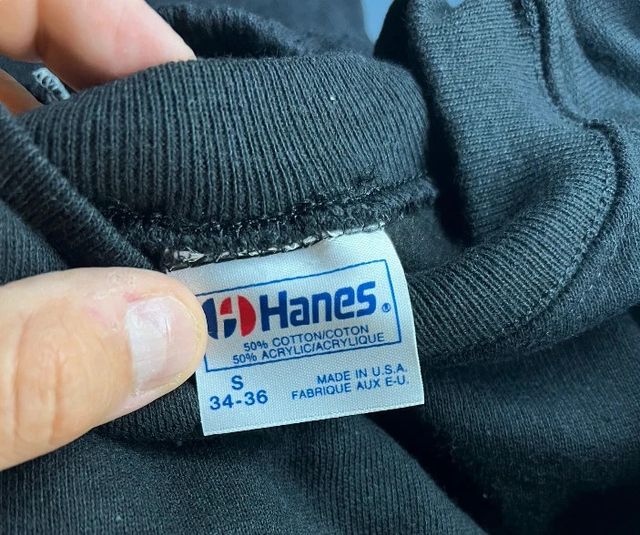 Hanes®
50% COTTON/COTON
50% ACRYLIC/ACRYLIQUE
S
34-36
MADE IN U.S.A.
FABRIQUE AUX E-U.